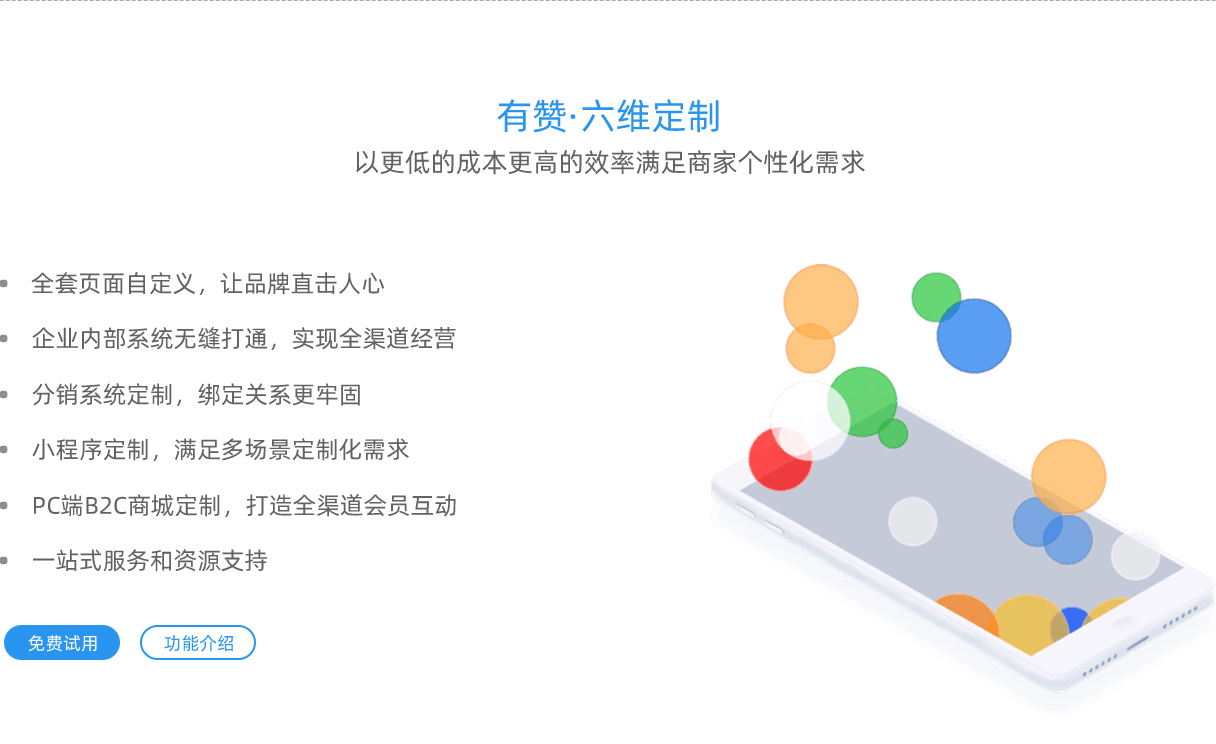 有赞·六维定制
以更低的成本更高的效率满足商家个性化需求
全套页面自定义，让品牌直击人心
企业内部系统无缝打通，实现全渠道经营
分销系统定制，绑定关系更牢固
小程序定制，满足多场景定制化需求
PC端B2C商城定制，打造全渠道会员互动
一站式服务和资源支持
免费试用
功能介绍